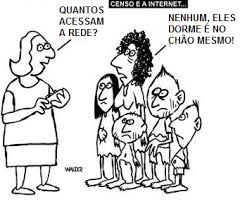 CENSO E A INTERNET...
QUANTOS
ACESSAM
A REDE?
NENHUM, ELES
DORME É NO
CHÃO MESMO!